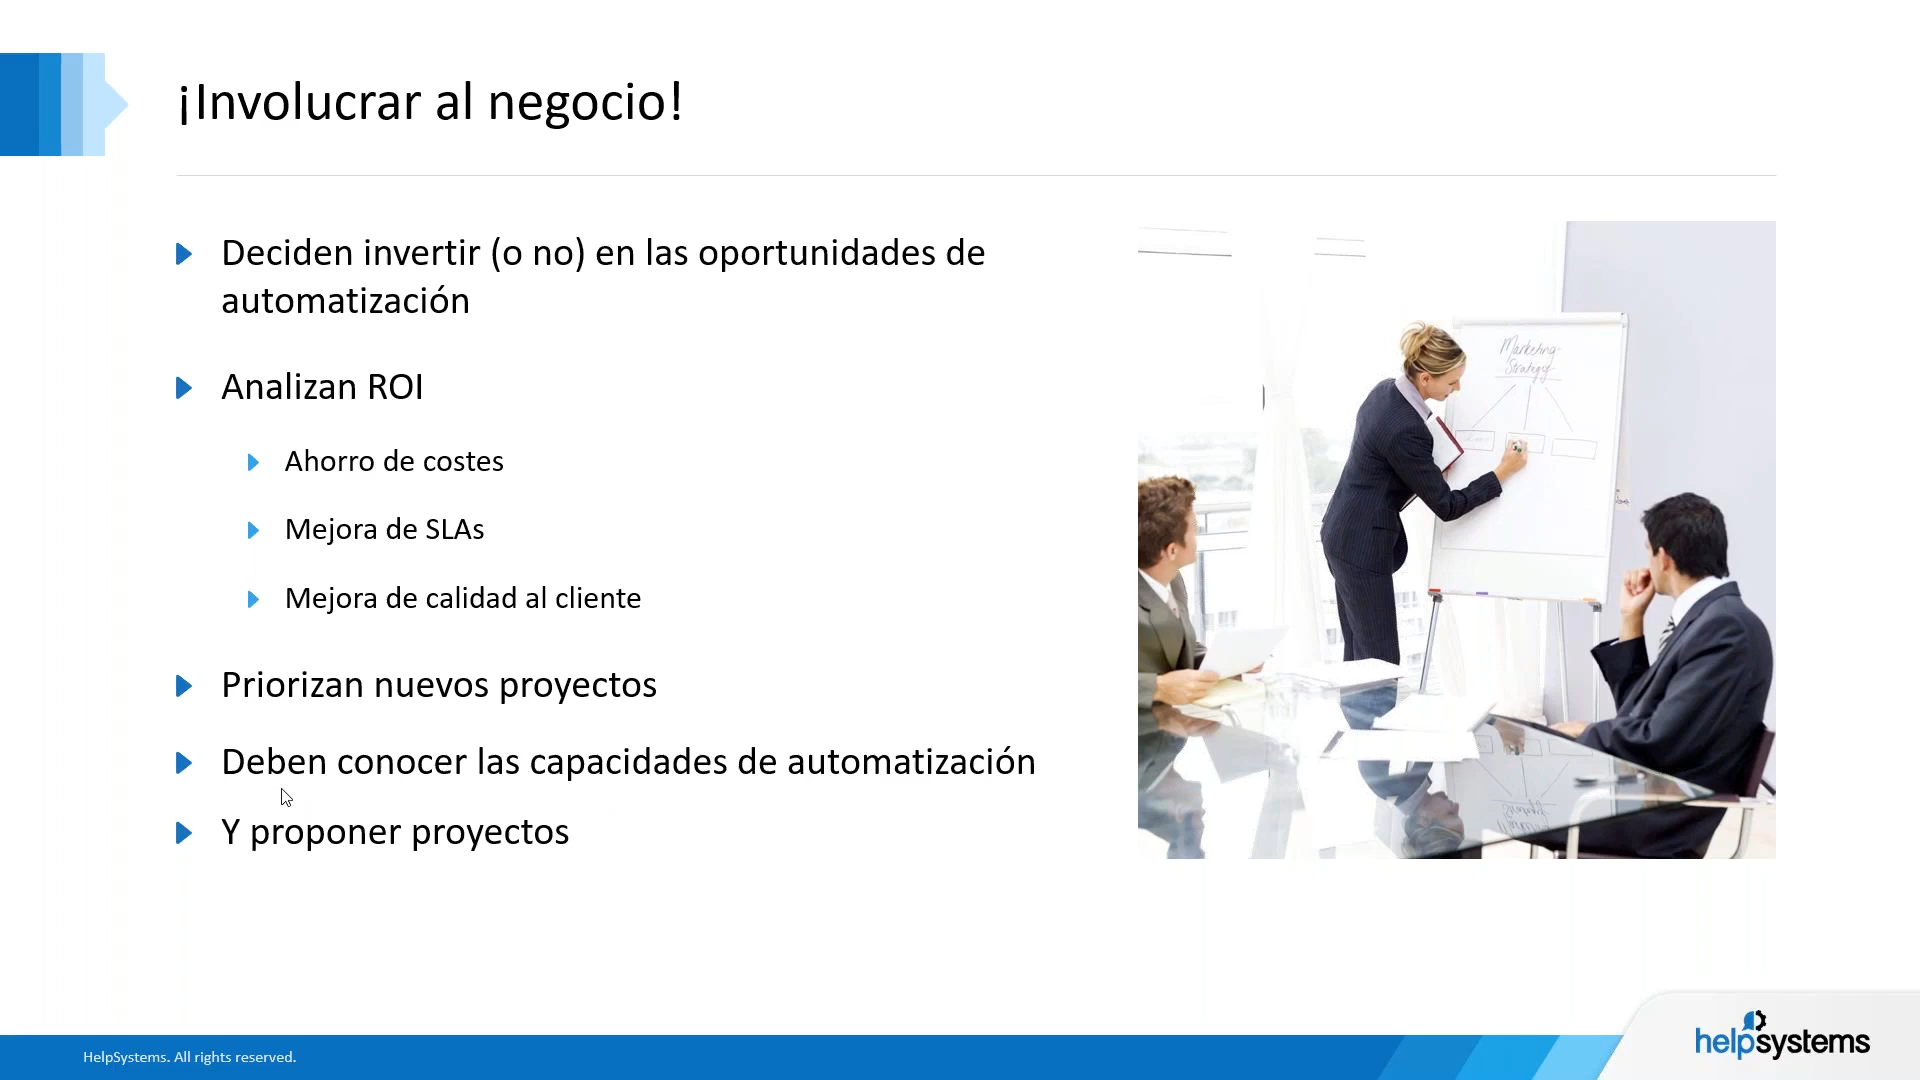 ¡Involucrar al negocio!
Deciden invertir (o no) en las oportunidades de
automatización
Analizan ROI
Ahorro de costes
Mejora de SLAs
Mejora de calidad al cliente
Priorizan nuevos proyectos
Deben conocer las capacidades de automatización
Y proponer proyectos
Marketing
Strategy
HelpSystems. All rights reserved.
helpsystems